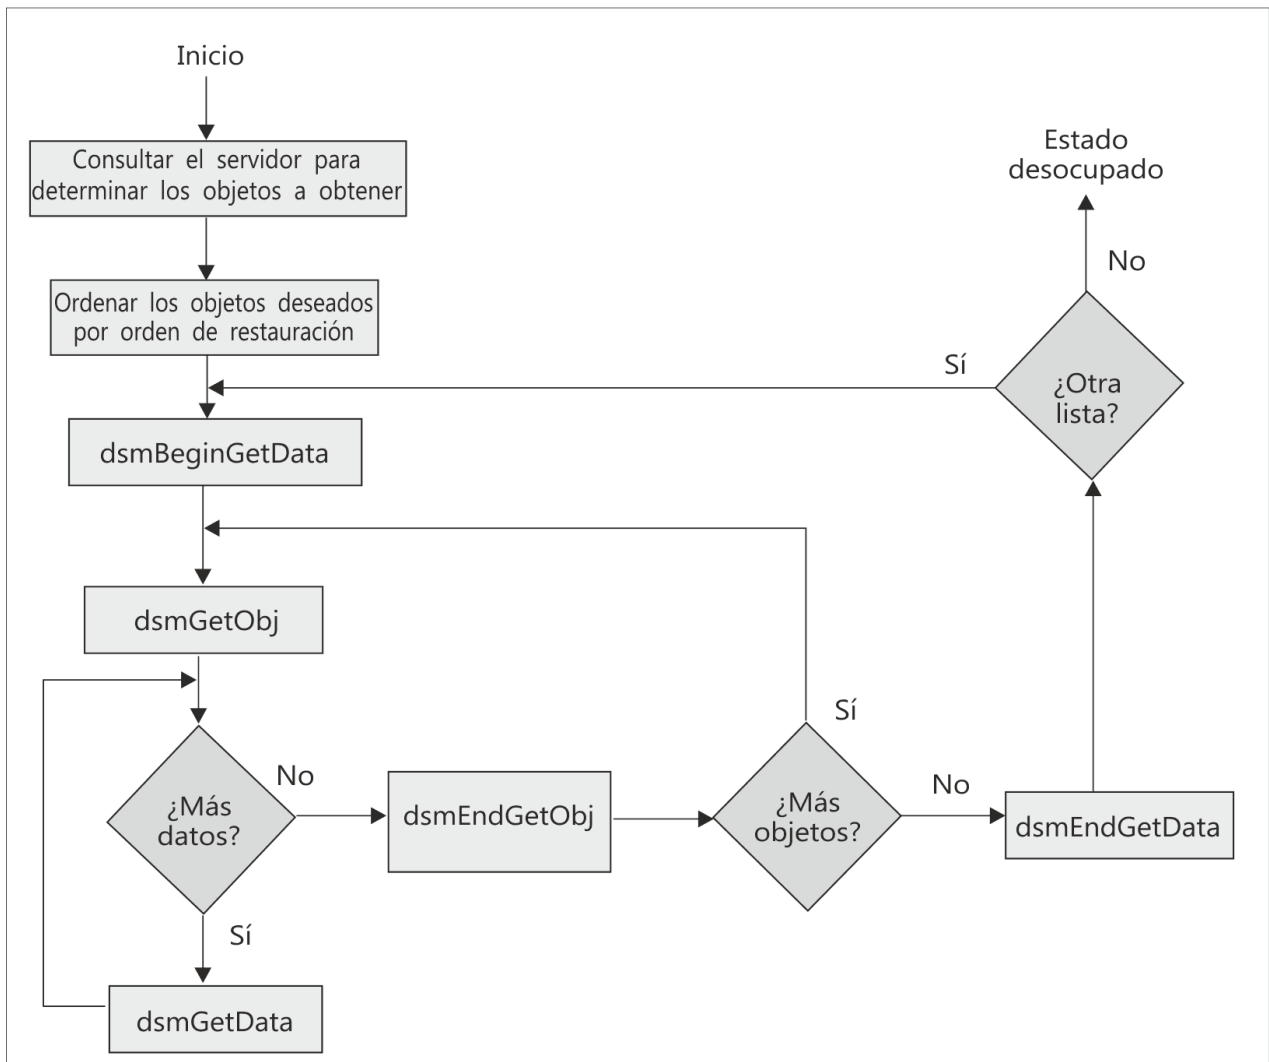 Inicio
Consultar el servidor para
determinar los objetos a obtener
Estado
desocupado
No
Ordenar los objetos deseados
por orden de restauración
Sí
¿Otra
lista?
dsmBeginGetData
dsmGetObj
Sí
No
¿Más
datos?
dsmEndGetObj
¿Más
objetos?
No
dsmEndGetData
Sí
dsmGetData